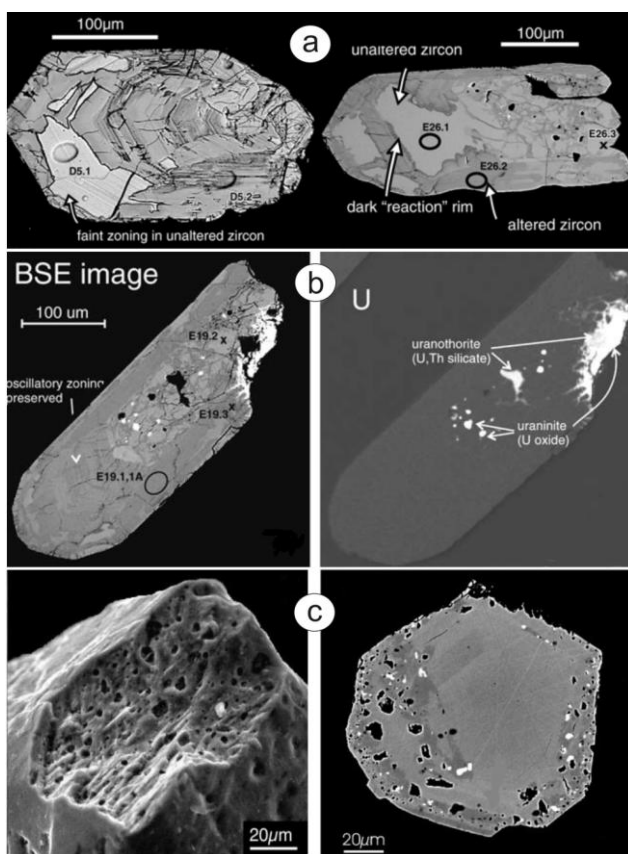 100µm
a
100µm
unaltered zircon
D5.1
D5.2
faint zoning in unaltered zircon
E26.1
E26.2
E26.3
x
dark "reaction" rim
altered zircon
BSE image
b
U
100 um
E19.2
x
oscillatory zoning
preserved
E19.3
x
E19.1,1A
uranothorite
(U,Th silicate)
uraninite
(U oxide)
c
20µm
20µm